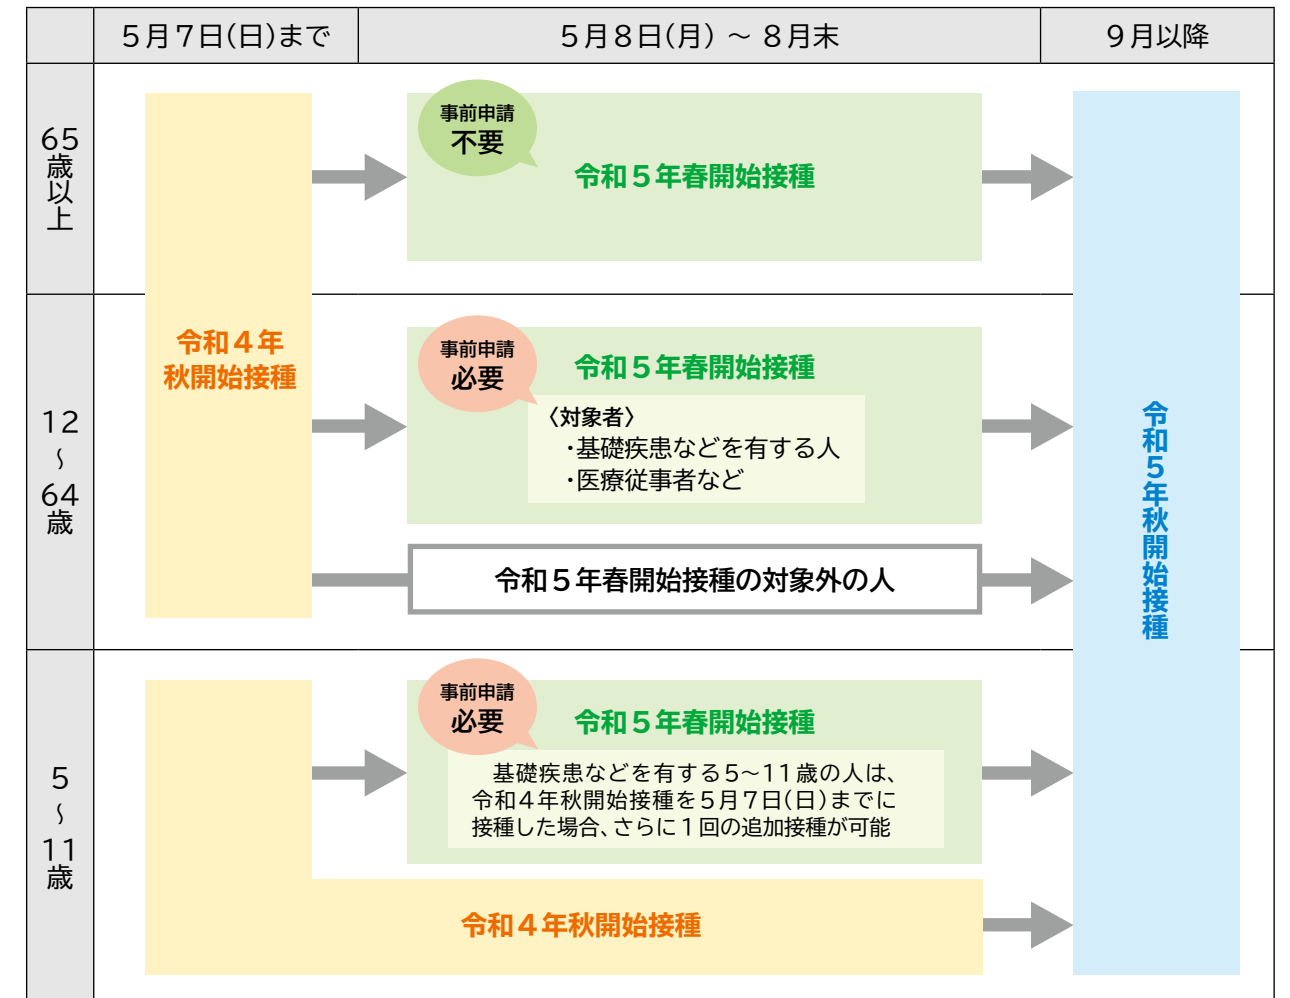 5月7日(日)まで
5月8日(月) ～ 8月末
9月以降
65歳以上
事前申請
不要
令和5年春開始接種
令和4年
秋開始接種
12～64歳
事前申請
必要
令和5年春開始接種
〈対象者〉
・基礎疾患などを有する人
・医療従事者など
令和5年春開始接種の対象外の人
令和5年秋開始接種
5～11歳
事前申請
必要
令和5年春開始接種
基礎疾患などを有する5～11歳の人は、
令和4年秋開始接種を5月7日(日)までに
接種した場合、さらに1回の追加接種が可能
令和4年秋開始接種